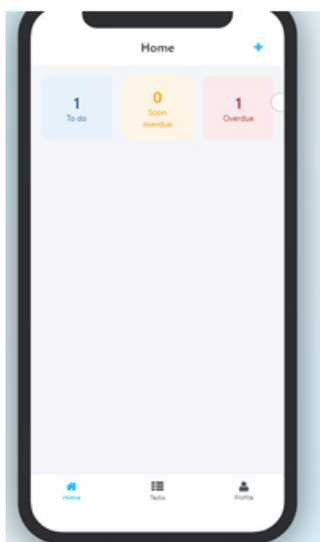 Home
+
1
To do
0
Soon
overdue
1
Overdue
Home
Tasks
Profile